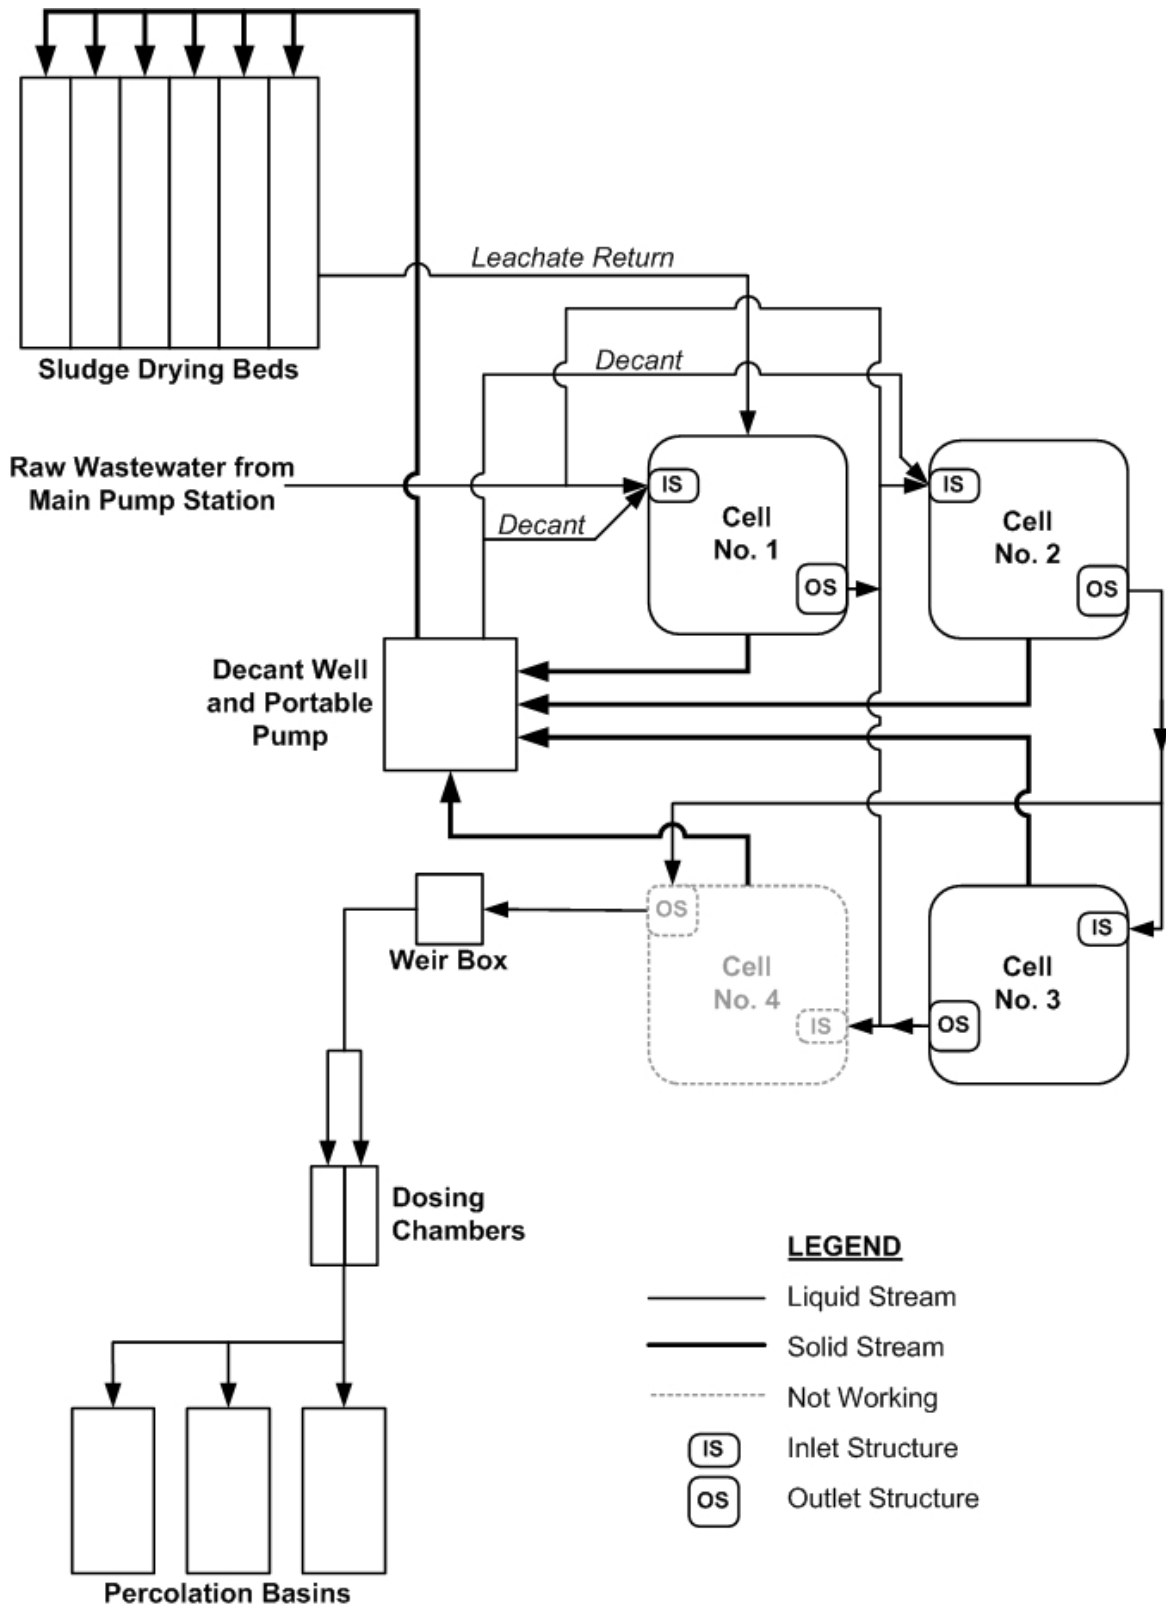 Leachate Return
Sludge Drying Beds
Decant
Raw Wastewater from
Main Pump Station
IS
Decant
Cell
No. 1
OS
IS
Cell
No. 2
OS
Decant Well
and Portable
Pump
OS
Cell
No. 4
IS
IS
Cell
No. 3
OS
Weir Box
Dosing
Chambers
LEGEND
Liquid Stream
Solid Stream
Not Working
IS Inlet Structure
OS Outlet Structure
Percolation Basins